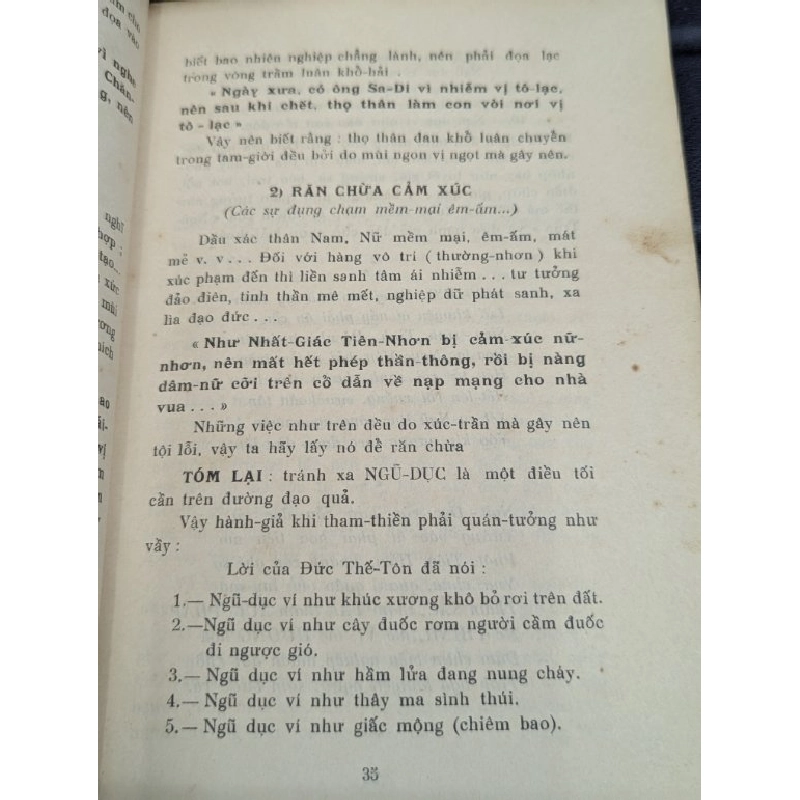 biết bao nhiên nghiệp chẳng lành, nên phải đọa lạc
trong vòng trầm luân khổ-hải .
« Ngày xưa, có ông Sa-Di vì nhiễm vị tô-lạc,
nên sau khi chết, thọ thân làm con vòi nơi vị
tô - lạc »
Vậy nên biết rằng : thọ thân đau khổ luân chuyển
trong tam-giới đều bởi do mùi ngon vị ngọt mà gây nên.
2) RĂN CHỪA CẢM XÚC
(Các sự đụng chạm mềm-mại êm-ấm...)
Dầu xác thân Nam, Nữ mềm mại, êm-ấm, mát
mẻ v. v... Đối với hàng vô trí ( thường-nhơn ) khi
xúc phạm đến thì liền sanh tâm ái nhiễm . . . tư tưởng
đảo điên, tinh thần mê mết, nghiệp dữ phát sanh, xa
lìa đạo đức . . .
« Như Nhất-Giác Tiên-Nhơn bị cảm-xúc nữ-
nhơn, nên mất hết phép thần-thông, rồi bị nàng
dâm-nữ cởi trên cổ dẫn về nạp mạng cho nhà
vua . . . »
Những việc như trên đều do xúc-trần mà gây nên
tội lỗi, vậy ta hãy lấy nó để răn chừa
TÓM LẠI : tránh xa NGŨ-DỤC là một điều tối
cần trên đường đạo quả.
Vậy hành-giả khi tham-thiền phải quán-tưởng như
vầy :
Lời của Đức Thế-Tôn đã nói :
1.— Ngũ-dục ví như khúc xương khô bỏ rơi trên đất.
2.—Ngũ dục ví như cây đuốc rơm người cầm đuốc
đi ngược gió.
3.— Ngũ dục ví như hầm lửa đang nung cháy.
4.— Ngũ dục ví như thây ma sình thúi.
5.— Ngũ dục ví như giấc mộng (chiêm bao).
35